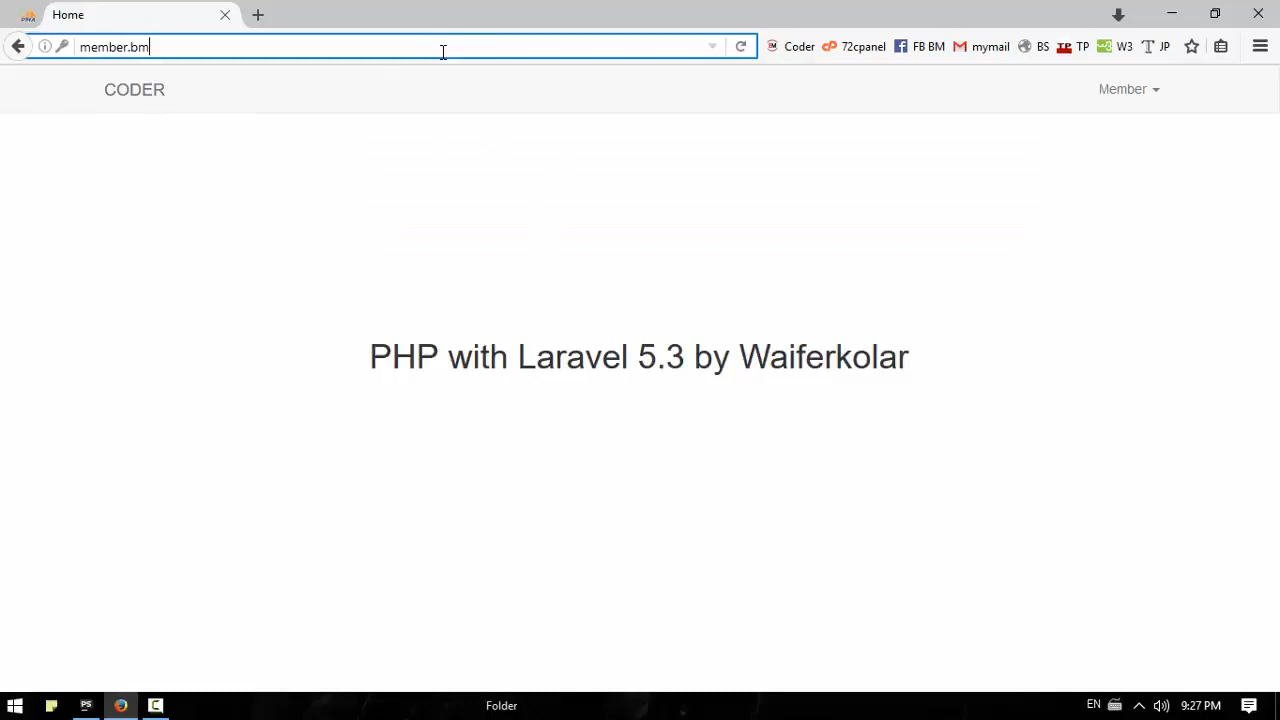 Home
member.bm
Coder 72cpanel FB BM mymail BS TP W3 JP
CODER
Member
PHP with Laravel 5.3 by Waiferkolar
Folder
EN
9:27 PM